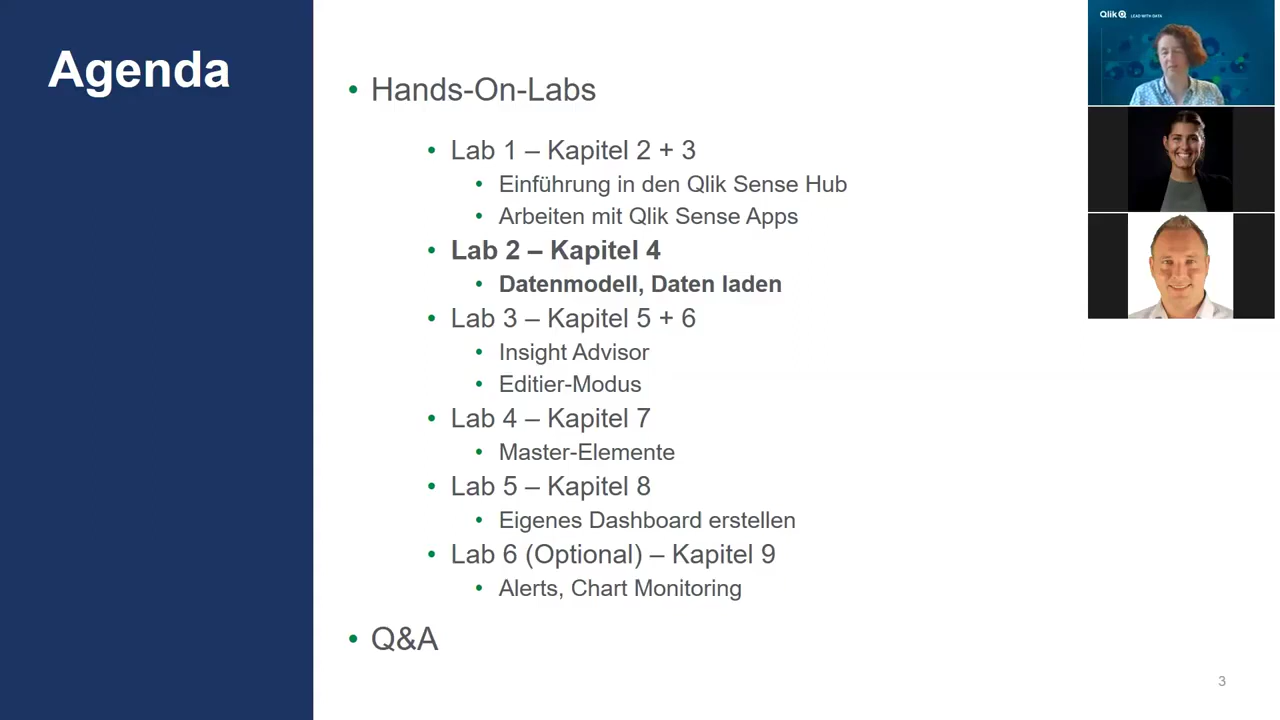 Agenda
• Hands-On-Labs
• Lab 1 – Kapitel 2 + 3
• Einführung in den Qlik Sense Hub
• Arbeiten mit Qlik Sense Apps
• Lab 2 – Kapitel 4
• Datenmodell, Daten laden
• Lab 3 – Kapitel 5 + 6
• Insight Advisor
• Editier-Modus
• Lab 4 – Kapitel 7
• Master-Elemente
• Lab 5 – Kapitel 8
• Eigenes Dashboard erstellen
• Lab 6 (Optional) – Kapitel 9
• Alerts, Chart Monitoring
• Q&A
3
Qlik LEAD WITH DATA